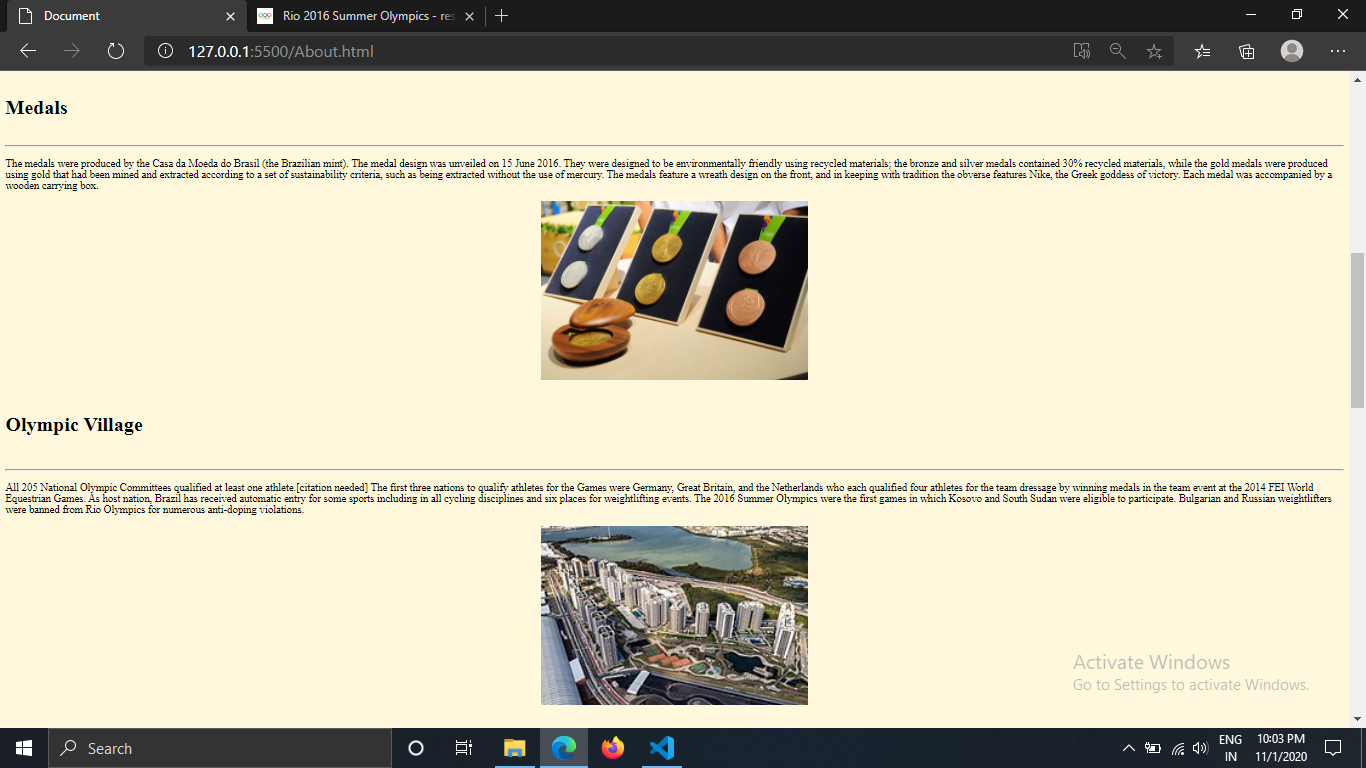 Document
Rio 2016 Summer Olympics - res
127.0.0.1:5500/About.html
Medals
The medals were produced by the Casa da Moeda do Brasil (the Brazilian mint). The medal design was unveiled on 15 June 2016. They were designed to be environmentally friendly using recycled materials; the bronze and silver medals contained 30% recycled materials, while the gold medals were produced
using gold that had been mined and extracted according to a set of sustainability criteria, such as being extracted without the use of mercury. The medals feature a wreath design on the front, and in keeping with tradition the obverse features Nike, the Greek goddess of victory. Each medal was accompanied by a
wooden carrying box.
Olympic Village
All 205 National Olympic Committees qualified at least one athlete.[citation needed] The first three nations to qualify athletes for the Games were Germany, Great Britain, and the Netherlands who each qualified four athletes for the team dressage by winning medals in the team event at the 2014 FEI World
Equestrian Games. As host nation, Brazil has received automatic entry for some sports including in all cycling disciplines and six places for weightlifting events. The 2016 Summer Olympics were the first games in which Kosovo and South Sudan were eligible to participate. Bulgarian and Russian weightlifters
were banned from Rio Olympics for numerous anti-doping violations.
Activate Windows
Go to Settings to activate Windows.
Search
ENG
IN
10:03 PM
11/1/2020